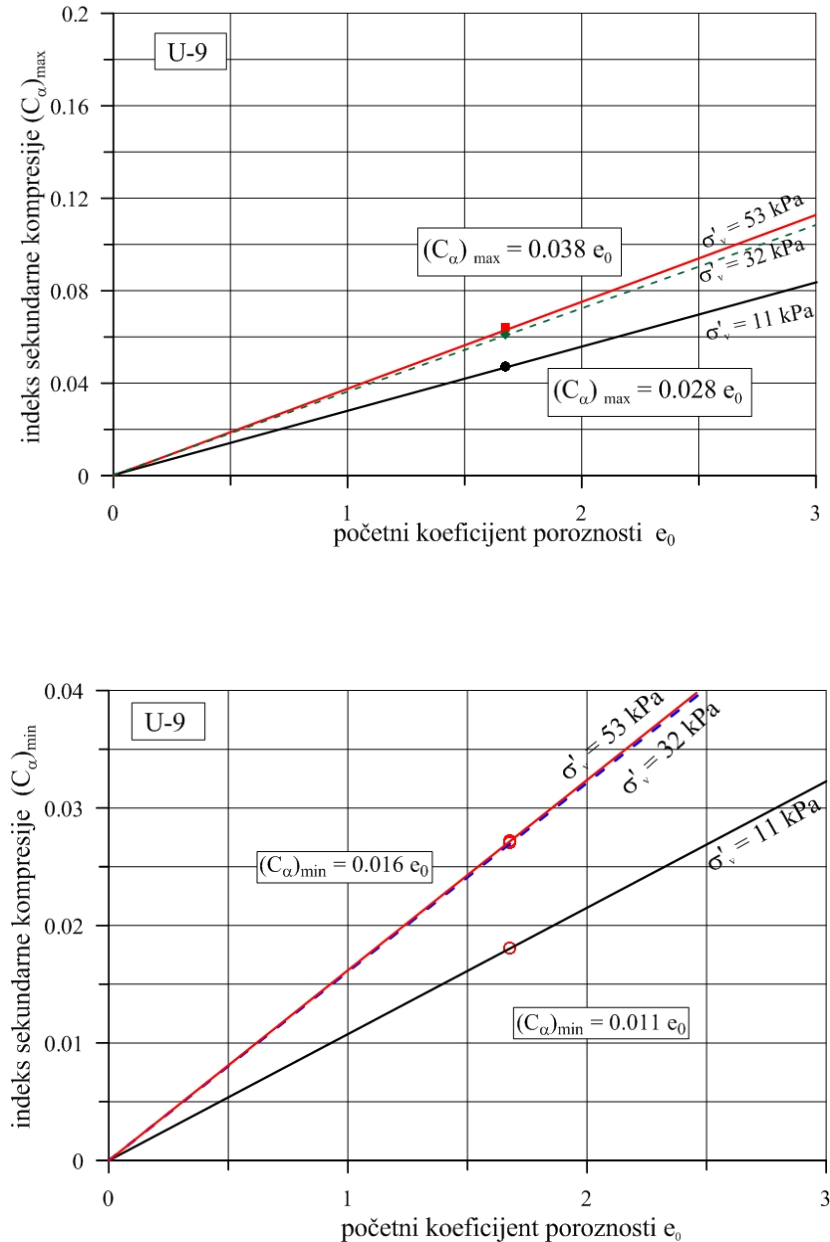 indeks sekundarne kompresije (Cα)max
0.2
0.16
0.12
0.08
0.04
0
U-9
(Cα) max = 0.038 e0
σ'v = 53 kPa
σ'v = 32 kPa
σ'v = 11 kPa
(Cα) max = 0.028 e0
0 1 2 3
početni koeficijent poroznosti e0
indeks sekundarne kompresije (Cα)min
0.04
0.03
0.02
0.01
0
U-9
σ'v = 53 kPa
σ'v = 32 kPa
σ'v = 11 kPa
(Cα)min = 0.016 e0
(Cα)min = 0.011 e0
0 1 2 3
početni koeficijent poroznosti e0